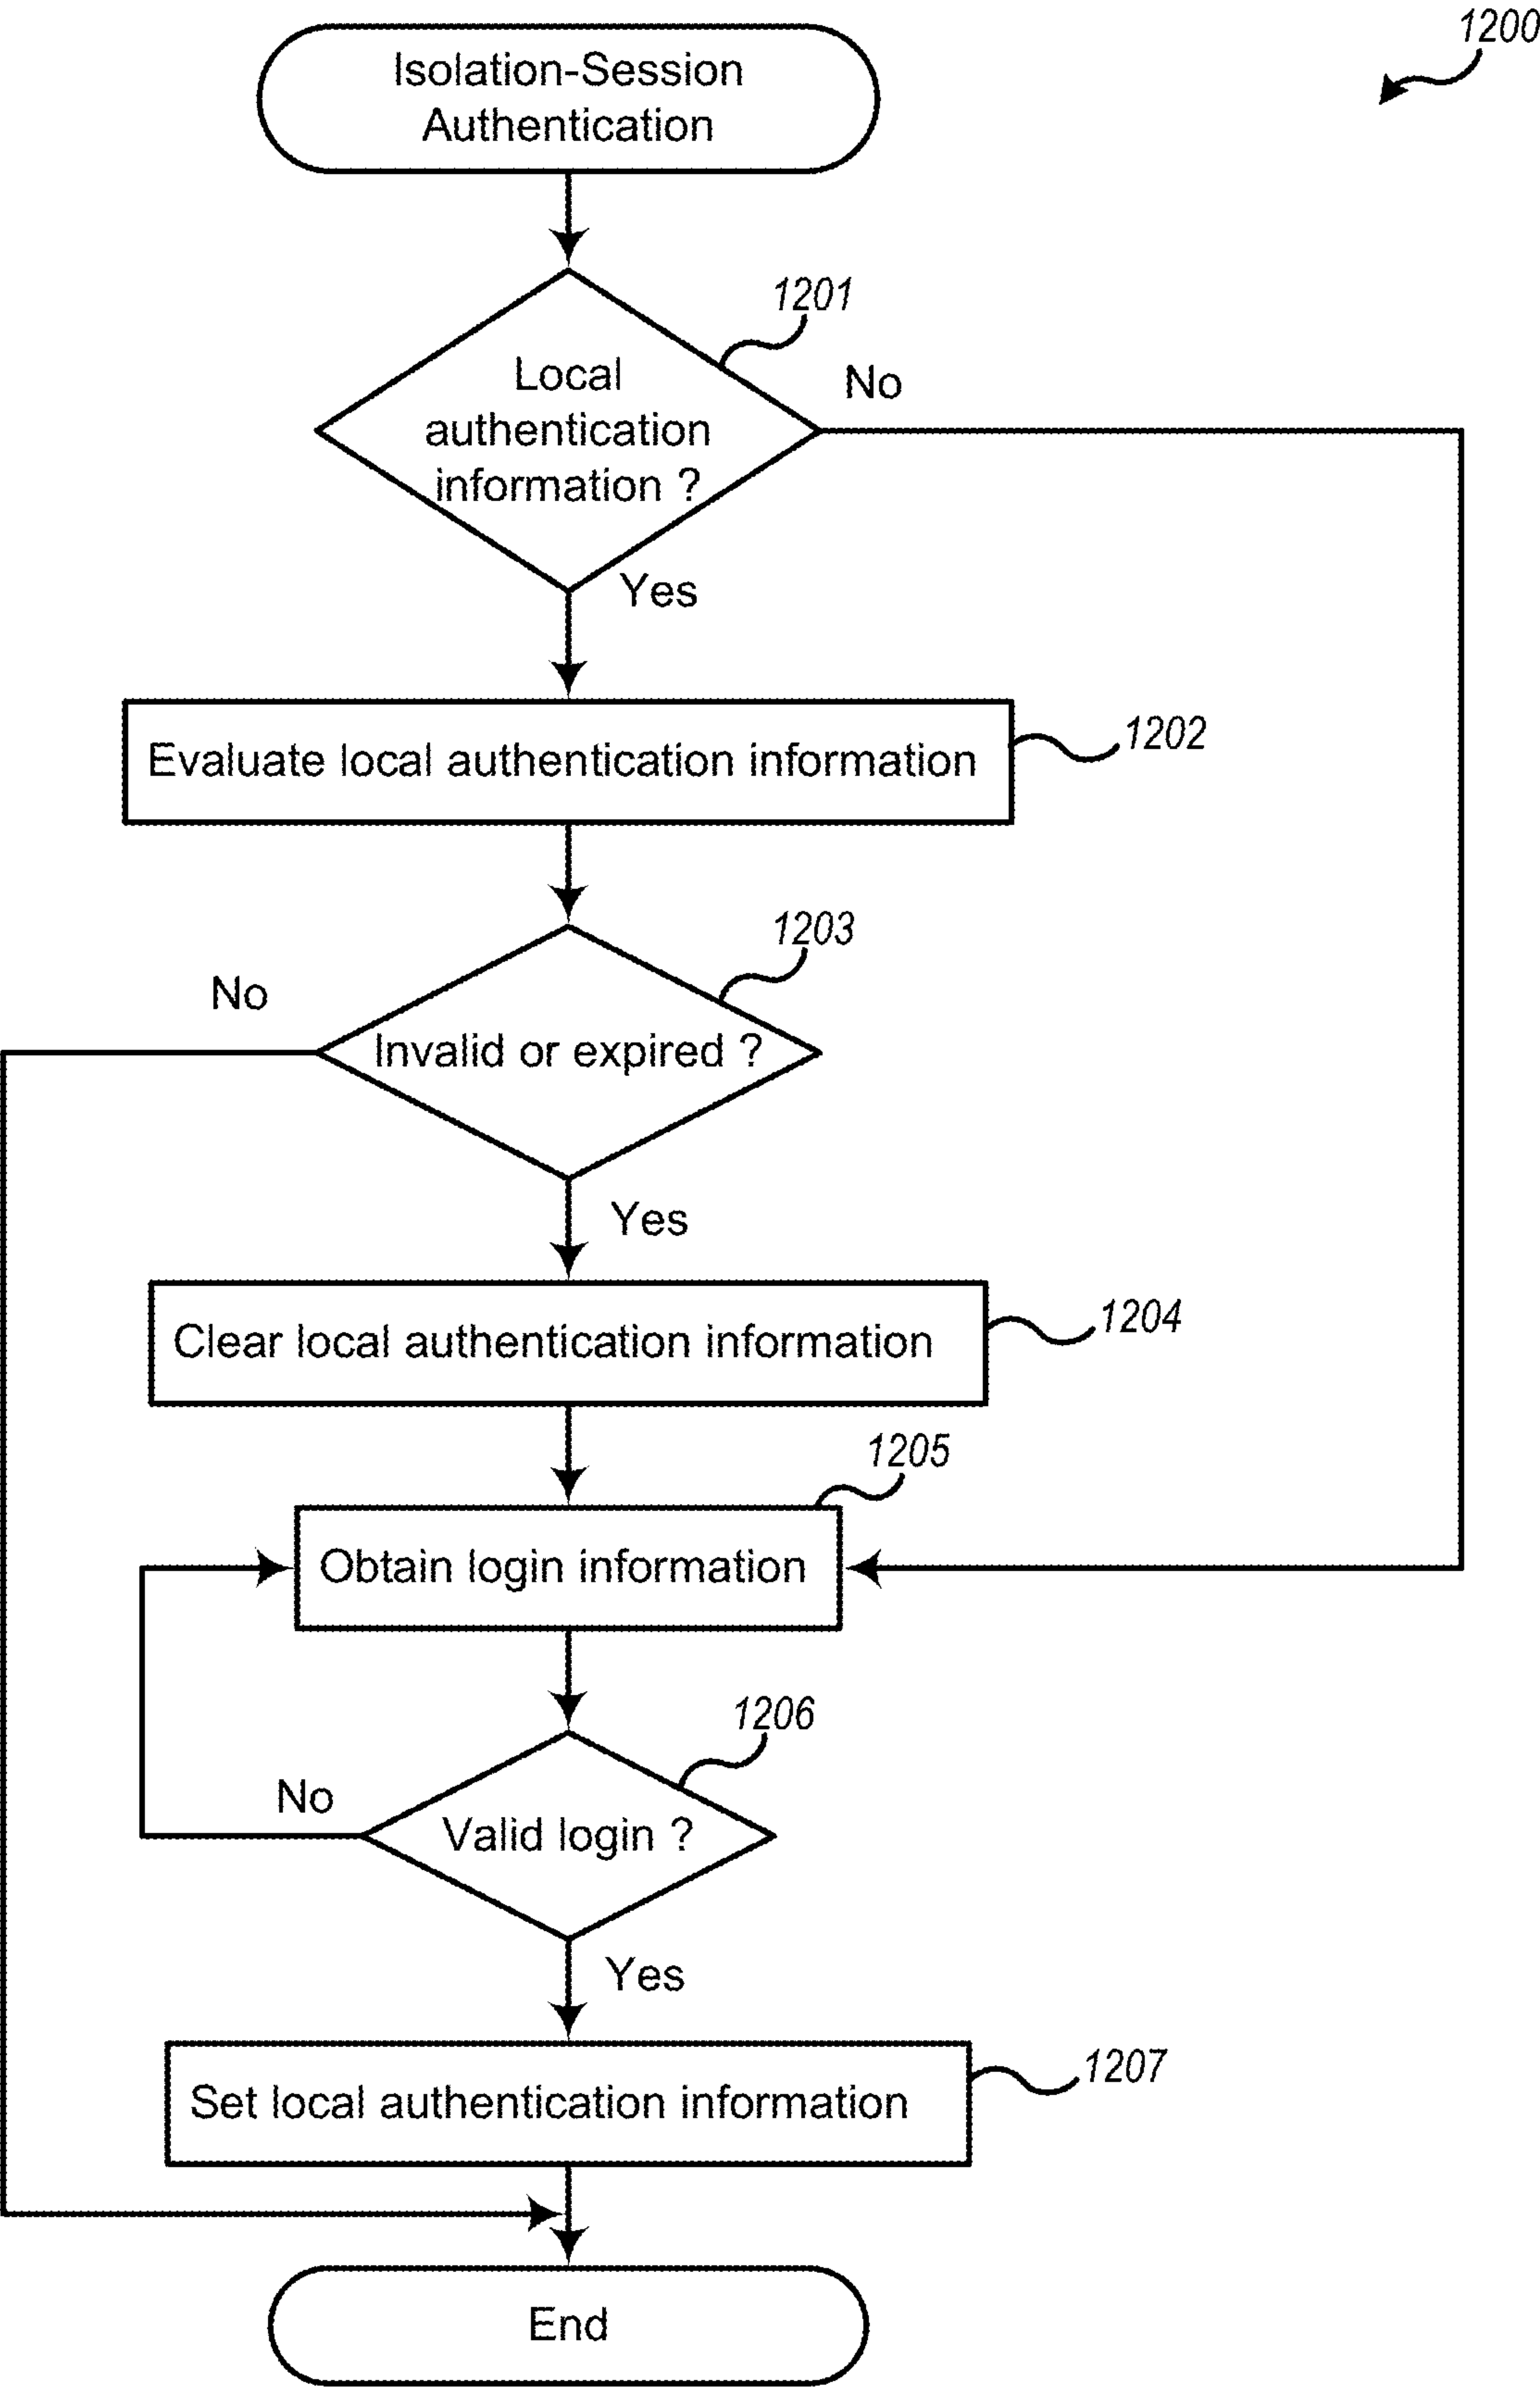 1200
Isolation-Session
Authentication
1201
Local
authentication
information ?
No
Yes
Evaluate local authentication information
1202
1203
No
Invalid or expired ?
Yes
Clear local authentication information
1204
1205
Obtain login information
1206
No
Valid login ?
Yes
Set local authentication information
1207
End